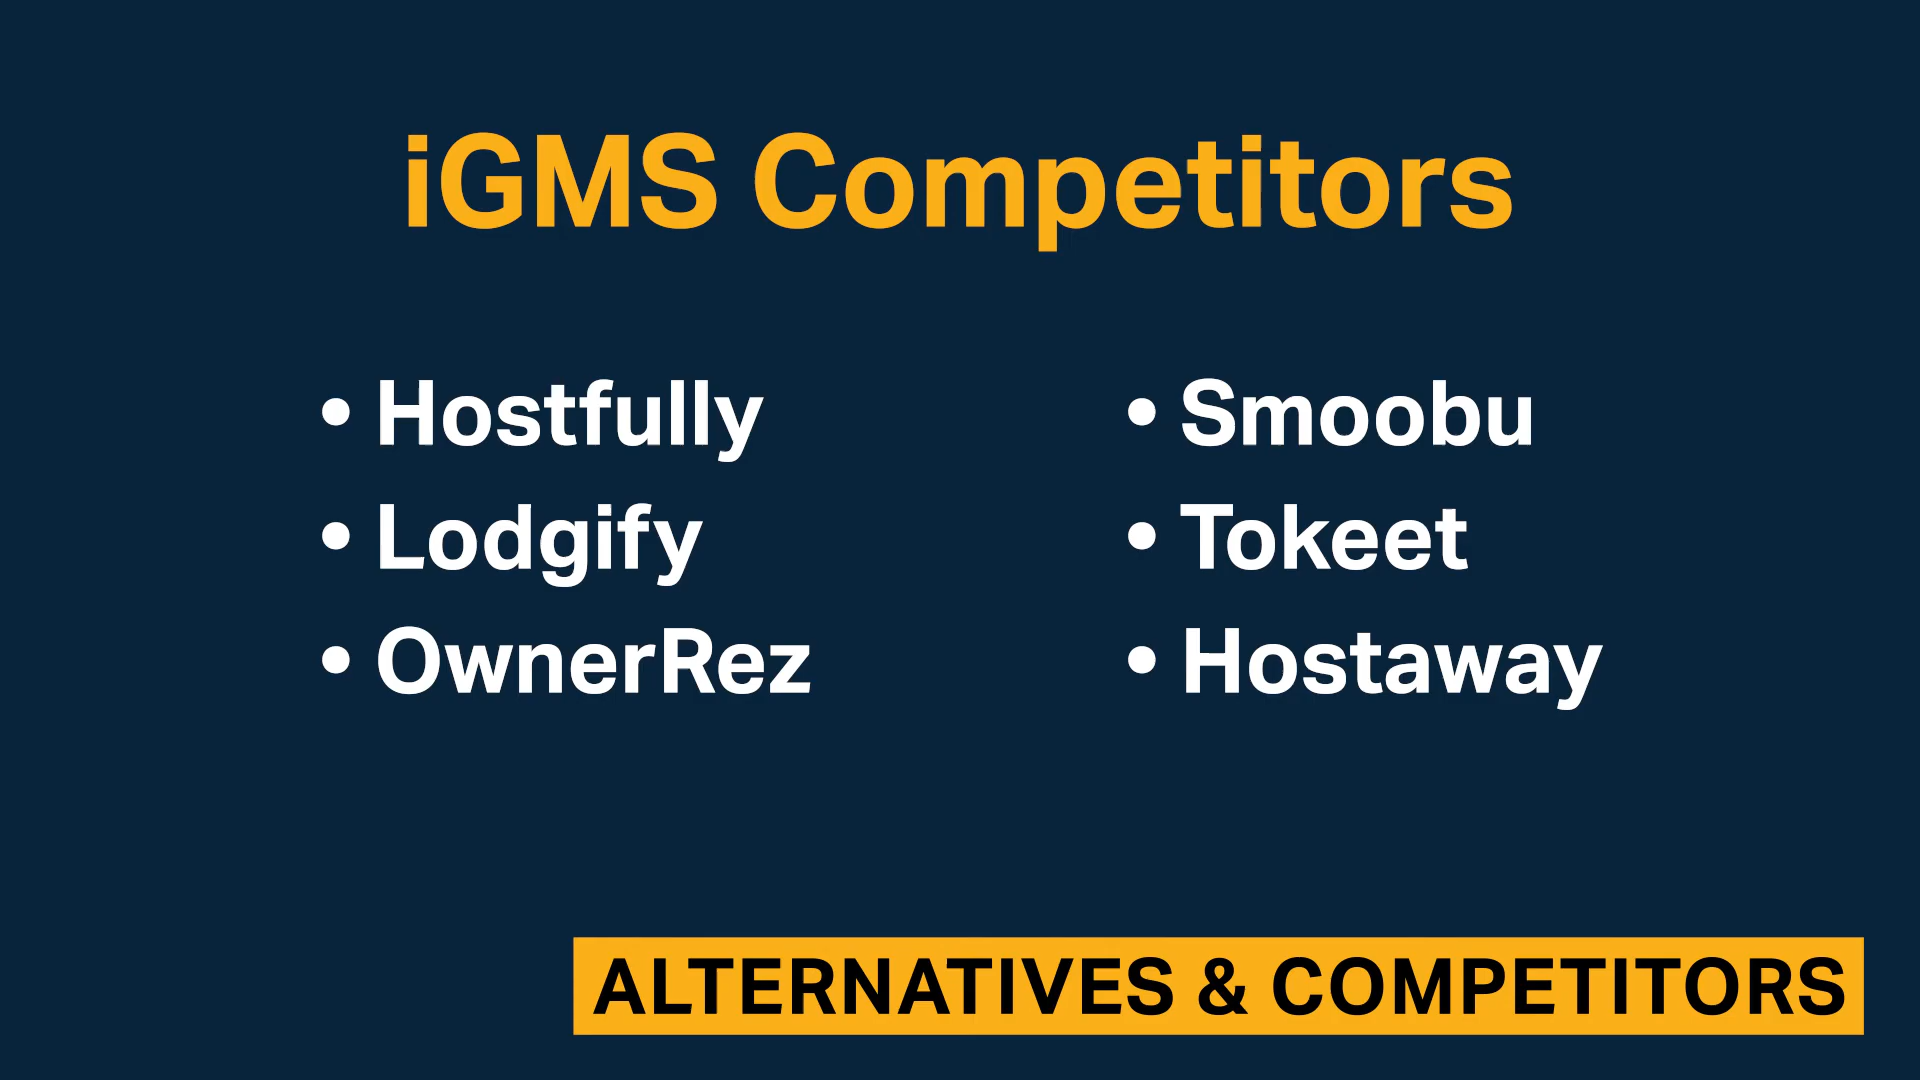 iGMS Competitors
• Hostfully
• Lodgify
• OwnerRez
• Smoobu
• Tokeet
• Hostaway
ALTERNATIVES & COMPETITORS